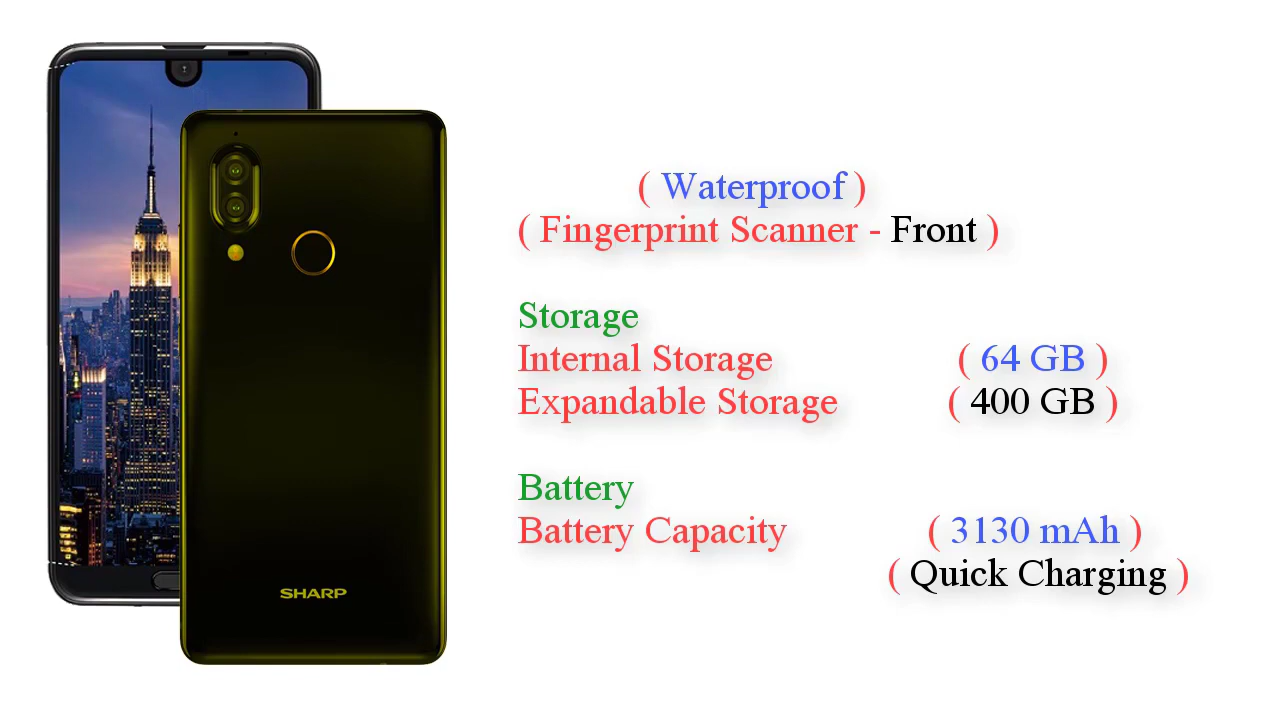 ( Waterproof )
( Fingerprint Scanner - Front )
Storage
Internal Storage ( 64 GB )
Expandable Storage ( 400 GB )
Battery
Battery Capacity ( 3130 mAh )
( Quick Charging )
SHARP